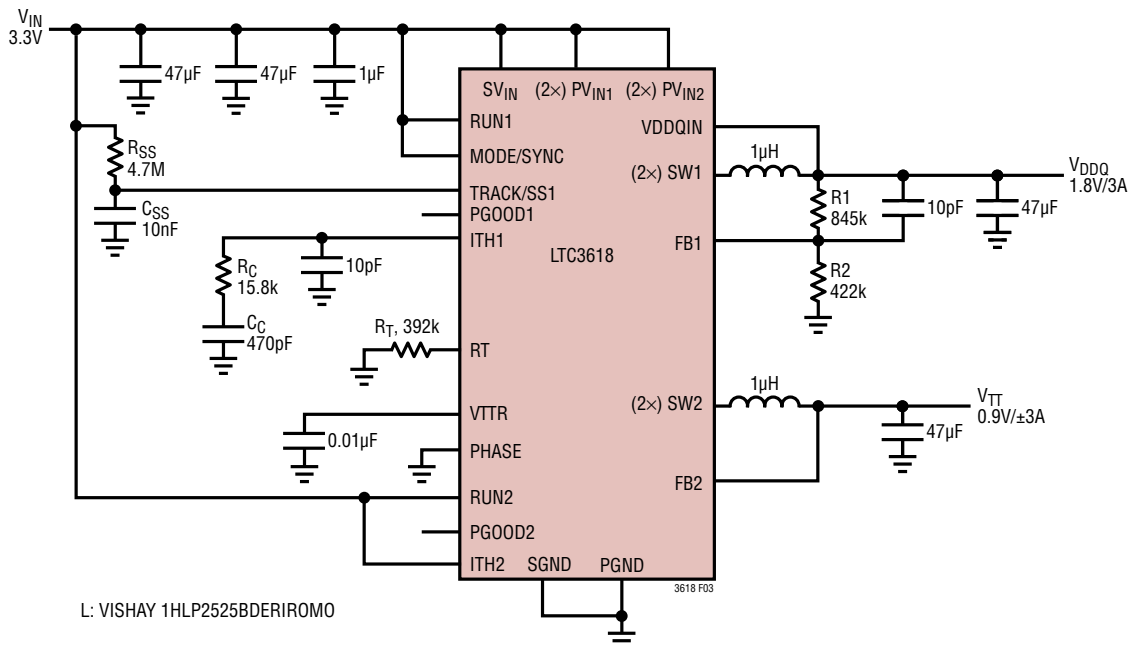 VIN
3.3V
47µF
47µF
1µF
RSS
4.7M
CSS
10nF
RC
15.8k
CC
470pF
10pF
RT, 392k
0.01µF
SVIN
(2×) PVIN1
(2×) PVIN2
RUN1
MODE/SYNC
TRACK/SS1
PGOOD1
ITH1
RT
VTTR
PHASE
RUN2
PGOOD2
ITH2
SGND
PGND
LTC3618
VDDQIN
(2×) SW1
FB1
(2×) SW2
FB2
1µH
VDDQ
1.8V/3A
R1
845k
10pF
47µF
R2
422k
1µH
VTT
0.9V/±3A
47µF
3618 F03
L: VISHAY 1HLP2525BDERIROMO